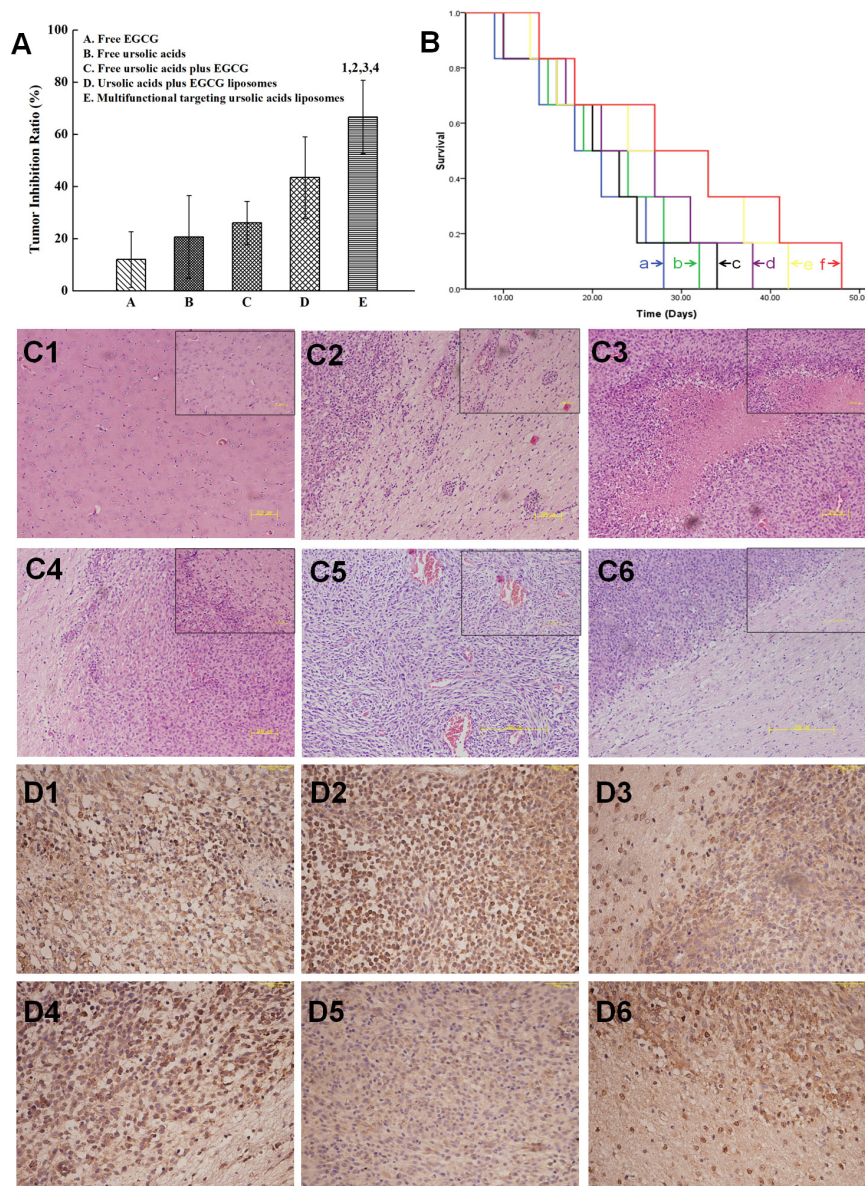 A
Tumor Inhibition Ratio (%)
100
80
60
40
20
0
A. Free EGCG
B. Free ursolic acids
C. Free ursolic acids plus EGCG
D. Ursolic acids plus EGCG liposomes
E. Multifunctional targeting ursolic acids liposomes
1,2,3,4
A B C D E
B
Survival
1.0
0.8
0.6
0.4
0.2
0.0
a b c d e f
10.00 20.00 30.00 40.00 50.0
Time (Days)
C1 C2 C3
C4 C5 C6
D1 D2 D3
D4 D5 D6